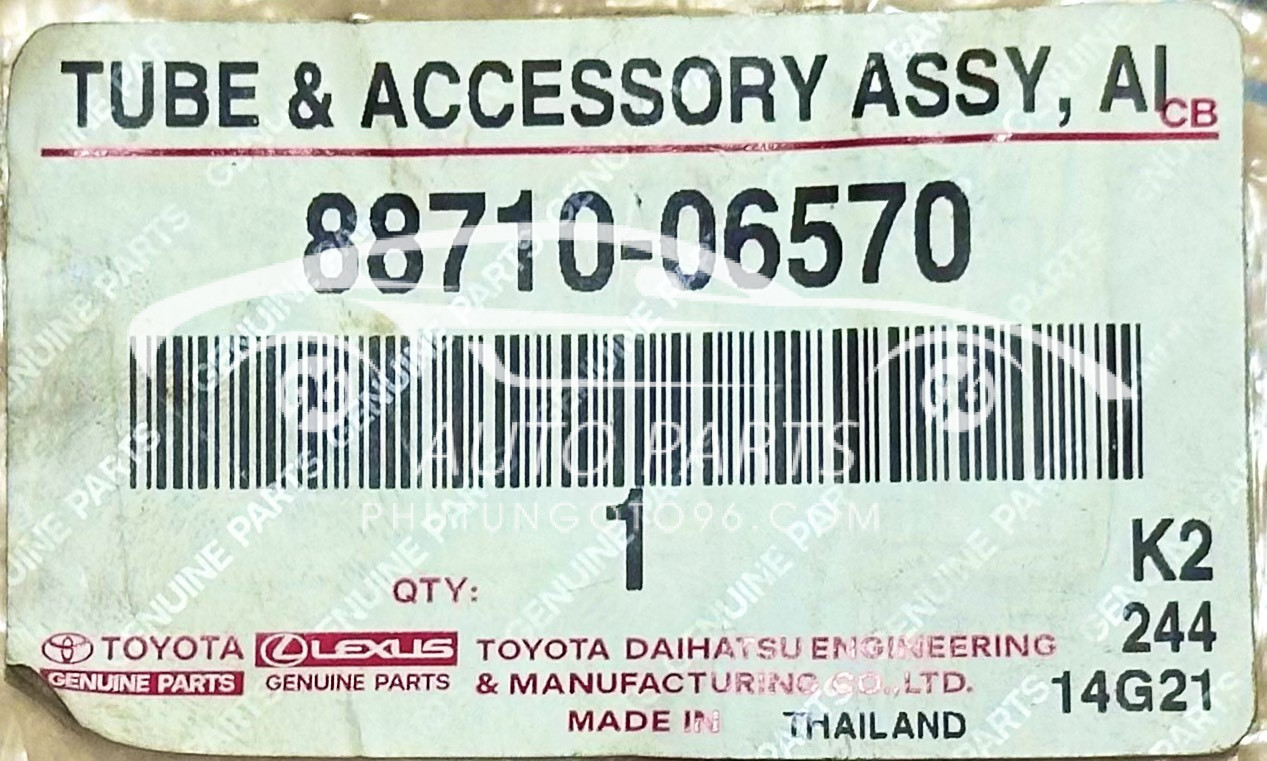 TUBE & ACCESSORY ASSY, AI
CB
88710-06570
AUTO PARTS
PHUTUNGOTO96.COM
1
QTY:
K2
244
14G21
TOYOTA
GENUINE PARTS
LEXUS
GENUINE PARTS
TOYOTA DAIHATSU ENGINEERING
& MANUFACTURING CO.,LTD.
MADE IN THAILAND